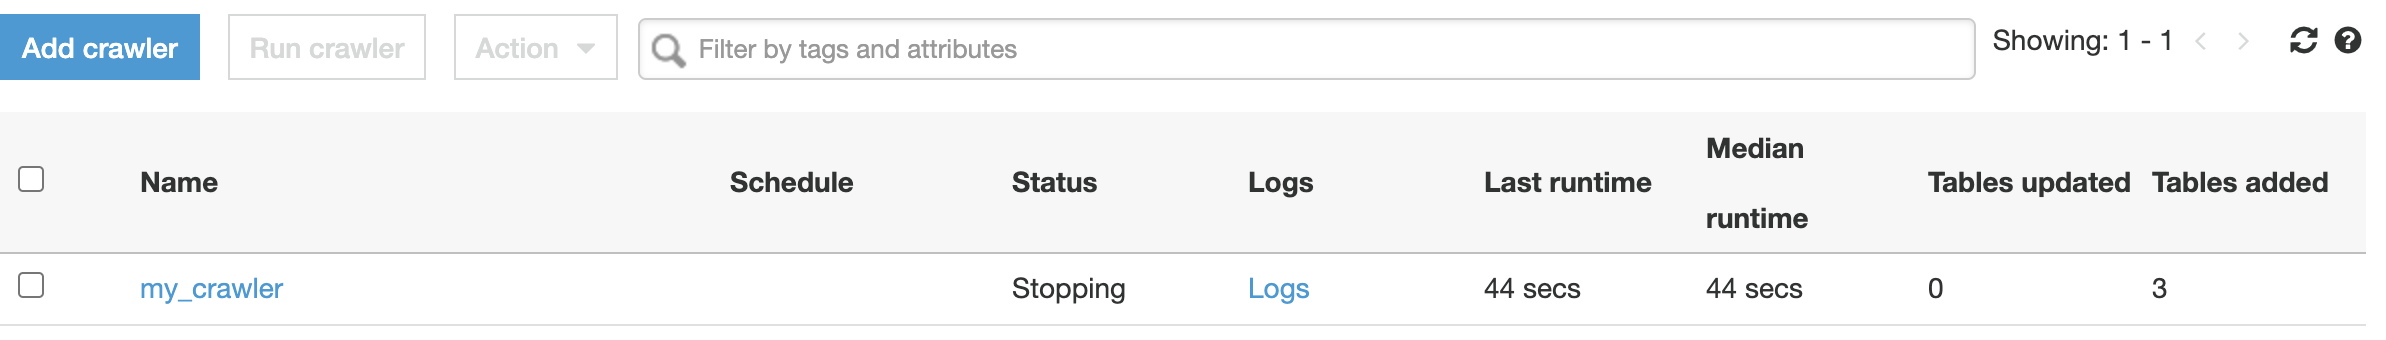 Add crawler
Run crawler
Action
Filter by tags and attributes
Showing: 1 - 1
Name
Schedule
Status
Logs
Last runtime
Median
runtime
Tables updated
Tables added
my_crawler
Stopping
Logs
44 secs
44 secs
0
3